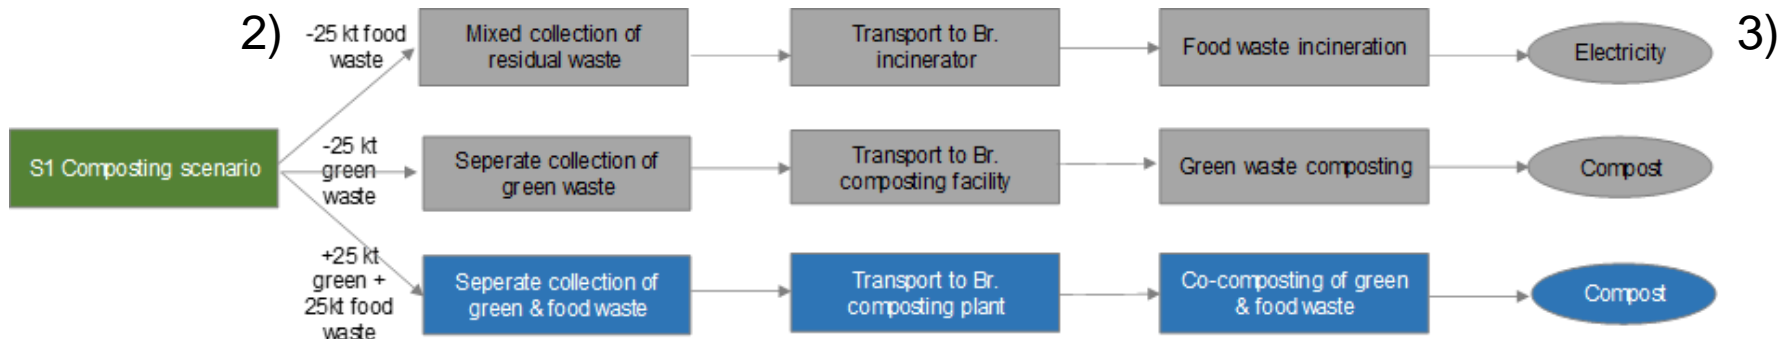 2)
-25 kt food
waste
Mixed collection of
residual waste
Transport to Br.
incinerator
Food waste incineration
Electricity
3)
S1 Composting scenario
-25 kt
green
waste
Seperate collection of
green waste
Transport to Br.
composting facility
Green waste composting
Compost
+25 kt
green +
25kt food
waste
Seperate collection of
green & food waste
Transport to Br.
composting plant
Co-composting of green
& food waste
Compost